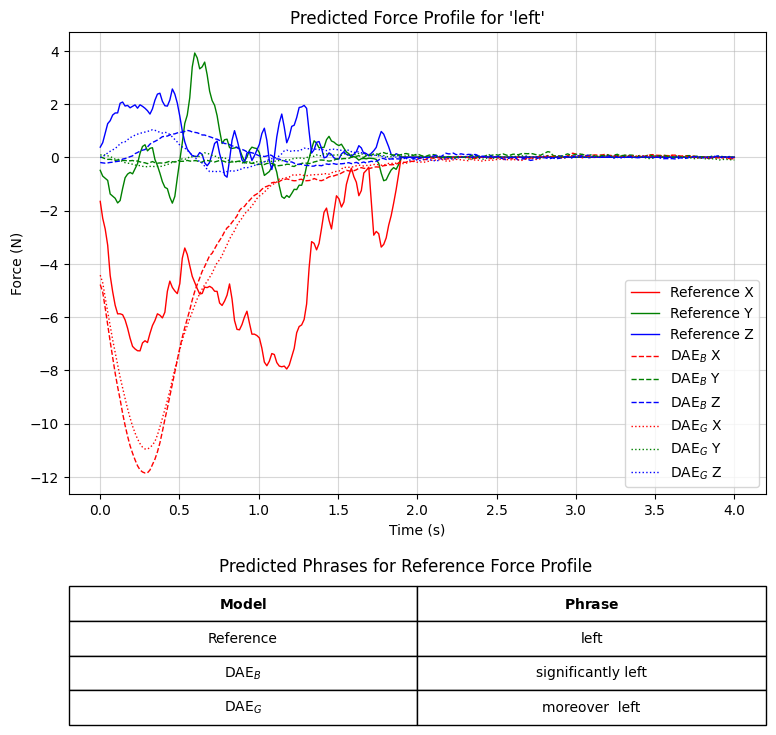 Predicted Force Profile for 'left'
4
2
0
−2
−4
−6
−8
−10
−12
Force (N)
Reference X
Reference Y
Reference Z
DAE_B X
DAE_B Y
DAE_B Z
DAE_G X
DAE_G Y
DAE_G Z
0.0 0.5 1.0 1.5 2.0 2.5 3.0 3.5 4.0
Time (s)
Predicted Phrases for Reference Force Profile
Model Phrase
Reference left
DAE_B significantly left
DAE_G moreover  left